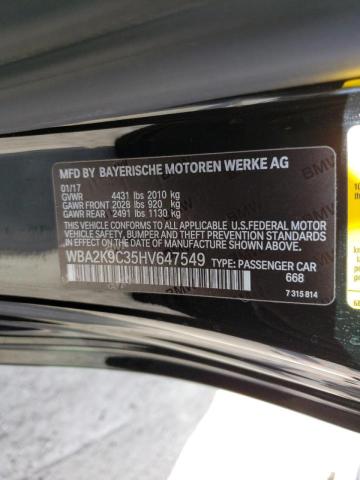 MFD BY BAYERISCHE MOTOREN WERKE AG
01/17
GVWR 4431 lbs 2010 kg
GAWR FRONT 2028 lbs 920 kg
GAWR REAR 2491 lbs 1130 kg
THIS VEHICLE CONFORMS TO ALL APPLICABLE U.S. FEDERAL MOTOR
VEHICLE SAFETY, BUMPER, AND THEFT PREVENTION STANDARDS IN
EFFECT ON THE DATE OF MANUFACTURE SHOWN ABOVE.
WBA2K9C35HV647549 TYPE: PASSENGER CAR
668
7 315 814